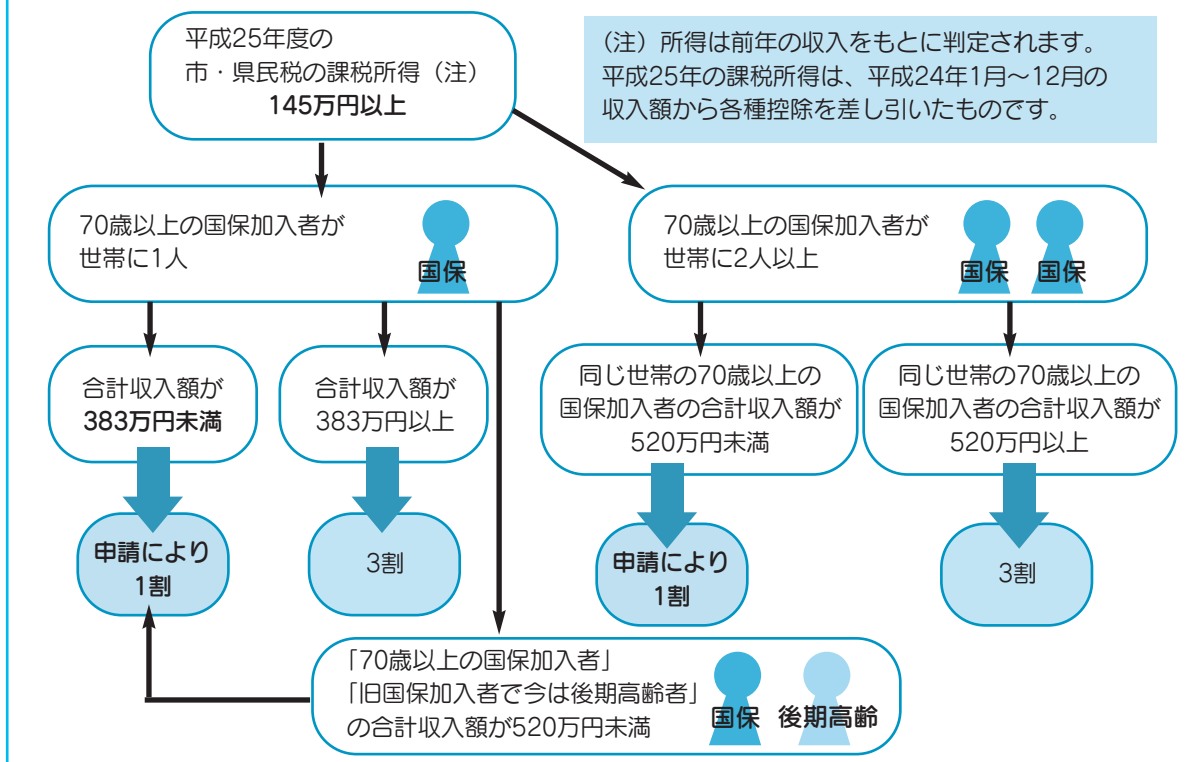 平成25年度の
市・県民税の課税所得（注）
145万円以上
（注）所得は前年の収入をもとに判定されます。
平成25年の課税所得は、平成24年1月～12月の
収入額から各種控除を差し引いたものです。
70歳以上の国保加入者が
世帯に1人
国保
70歳以上の国保加入者が
世帯に2人以上
国保 国保
合計収入額が
383万円未満
合計収入額が
383万円以上
同じ世帯の70歳以上の
国保加入者の合計収入額が
520万円未満
同じ世帯の70歳以上の
国保加入者の合計収入額が
520万円以上
申請により
1割
3割
申請により
1割
3割
「70歳以上の国保加入者」
「旧国保加入者で今は後期高齢者」
の合計収入額が520万円未満
国保 後期高齢